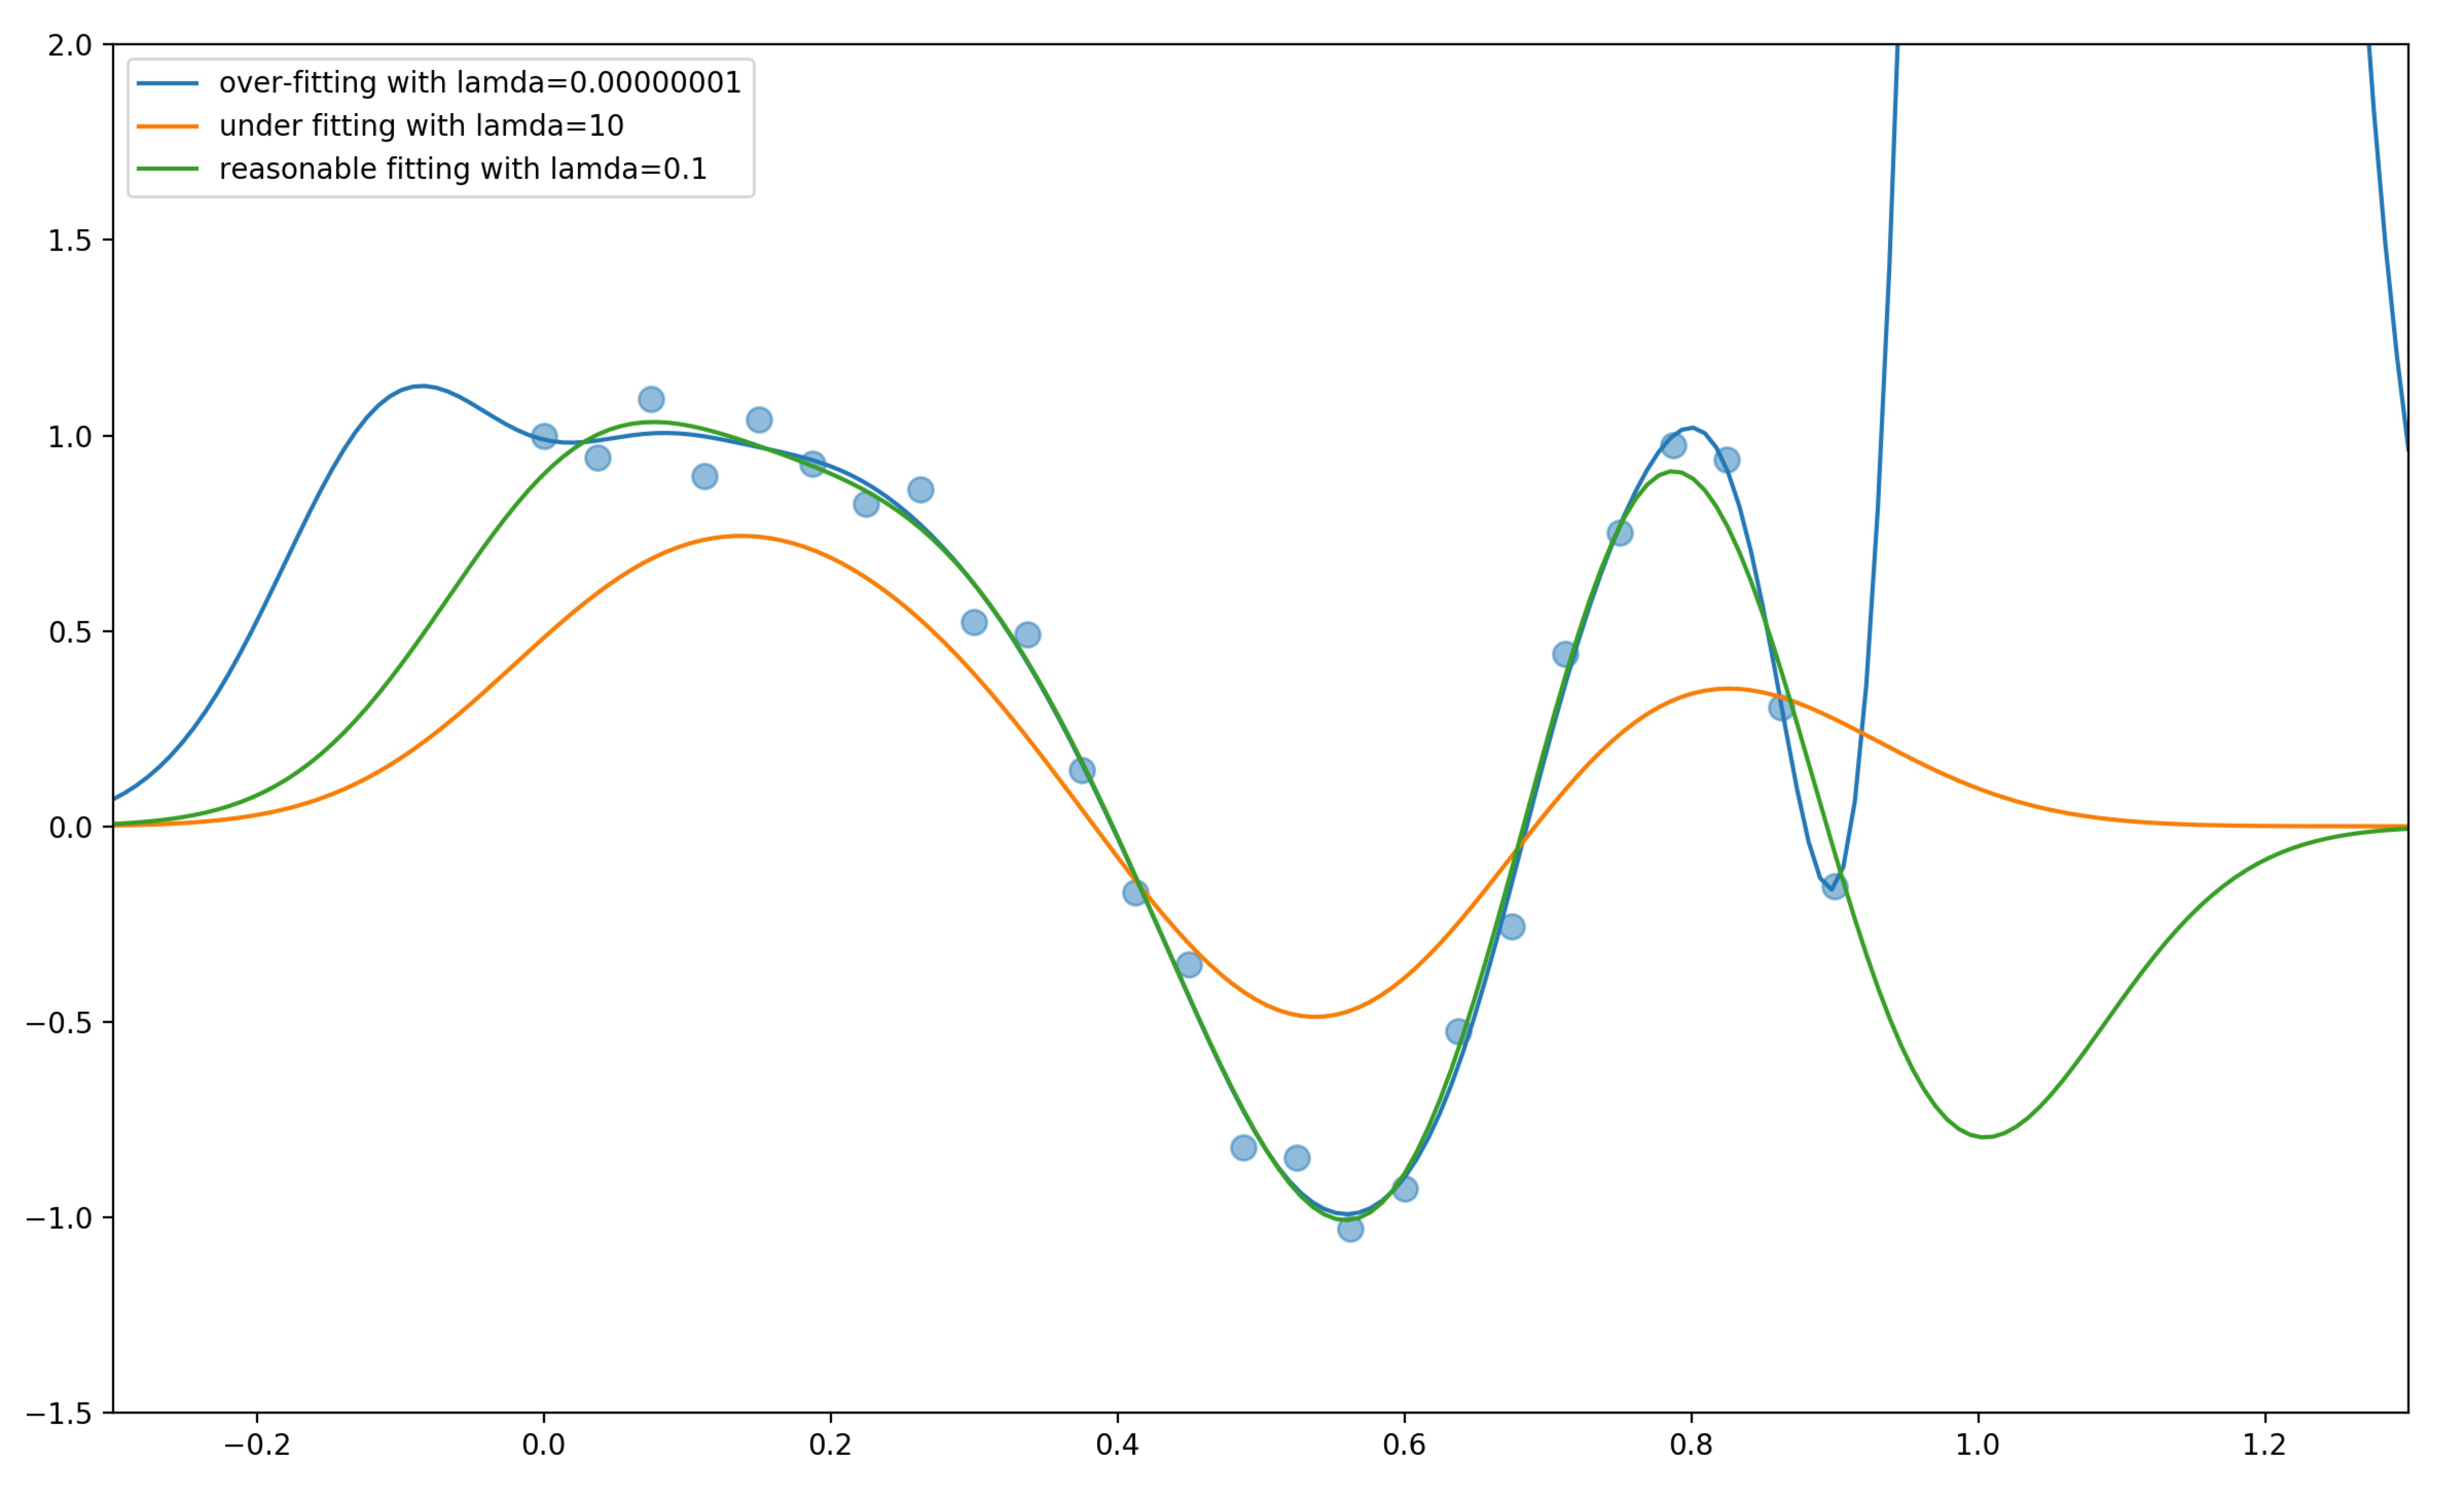 over-fitting with lamda=0.00000001
under fitting with lamda=10
reasonable fitting with lamda=0.1
2.0
1.5
1.0
0.5
0.0
−0.5
−1.0
−1.5
−0.2 0.0 0.2 0.4 0.6 0.8 1.0 1.2